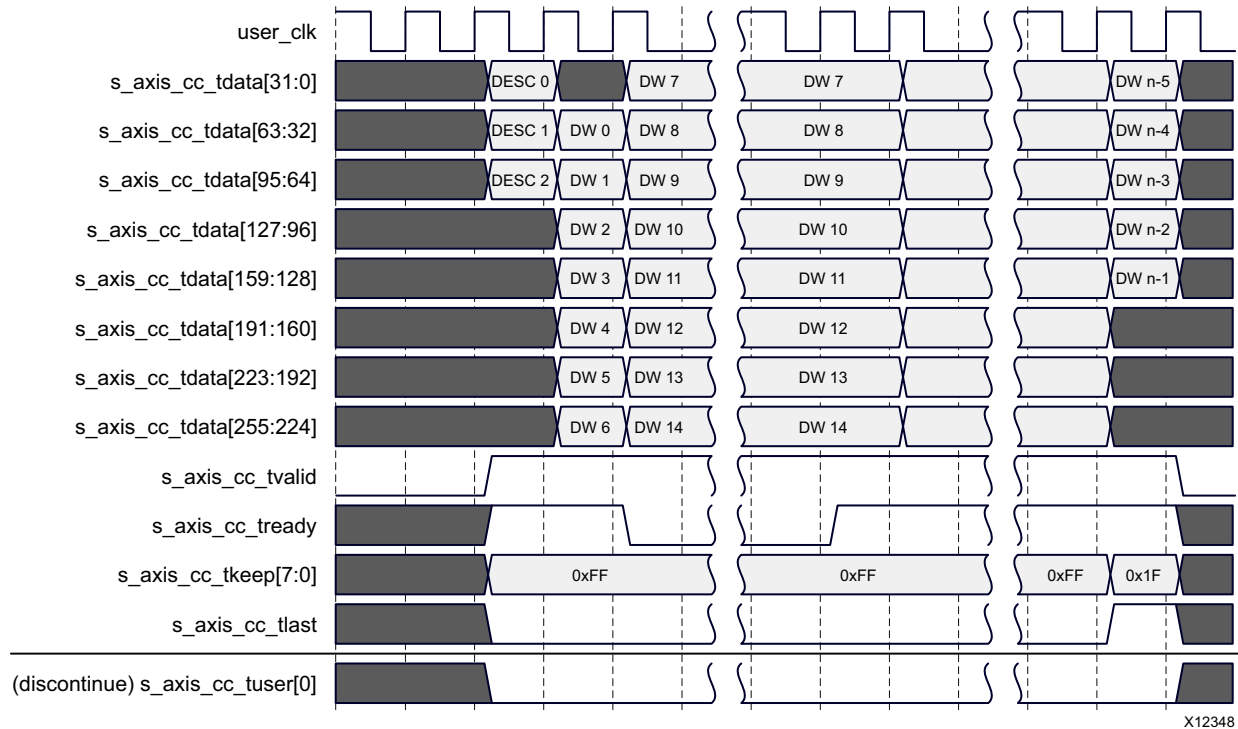 user_clk
s_axis_cc_tdata[31:0] DESC 0 DW 7 DW 7 DW n-5
s_axis_cc_tdata[63:32] DESC 1 DW 0 DW 8 DW 8 DW n-4
s_axis_cc_tdata[95:64] DESC 2 DW 1 DW 9 DW 9 DW n-3
s_axis_cc_tdata[127:96] DW 2 DW 10 DW 10 DW n-2
s_axis_cc_tdata[159:128] DW 3 DW 11 DW 11 DW n-1
s_axis_cc_tdata[191:160] DW 4 DW 12 DW 12
s_axis_cc_tdata[223:192] DW 5 DW 13 DW 13
s_axis_cc_tdata[255:224] DW 6 DW 14 DW 14
s_axis_cc_tvalid
s_axis_cc_tready
s_axis_cc_tkeep[7:0] 0xFF 0xFF 0xFF 0x1F
s_axis_cc_tlast
(discontinue) s_axis_cc_tuser[0]
X12348